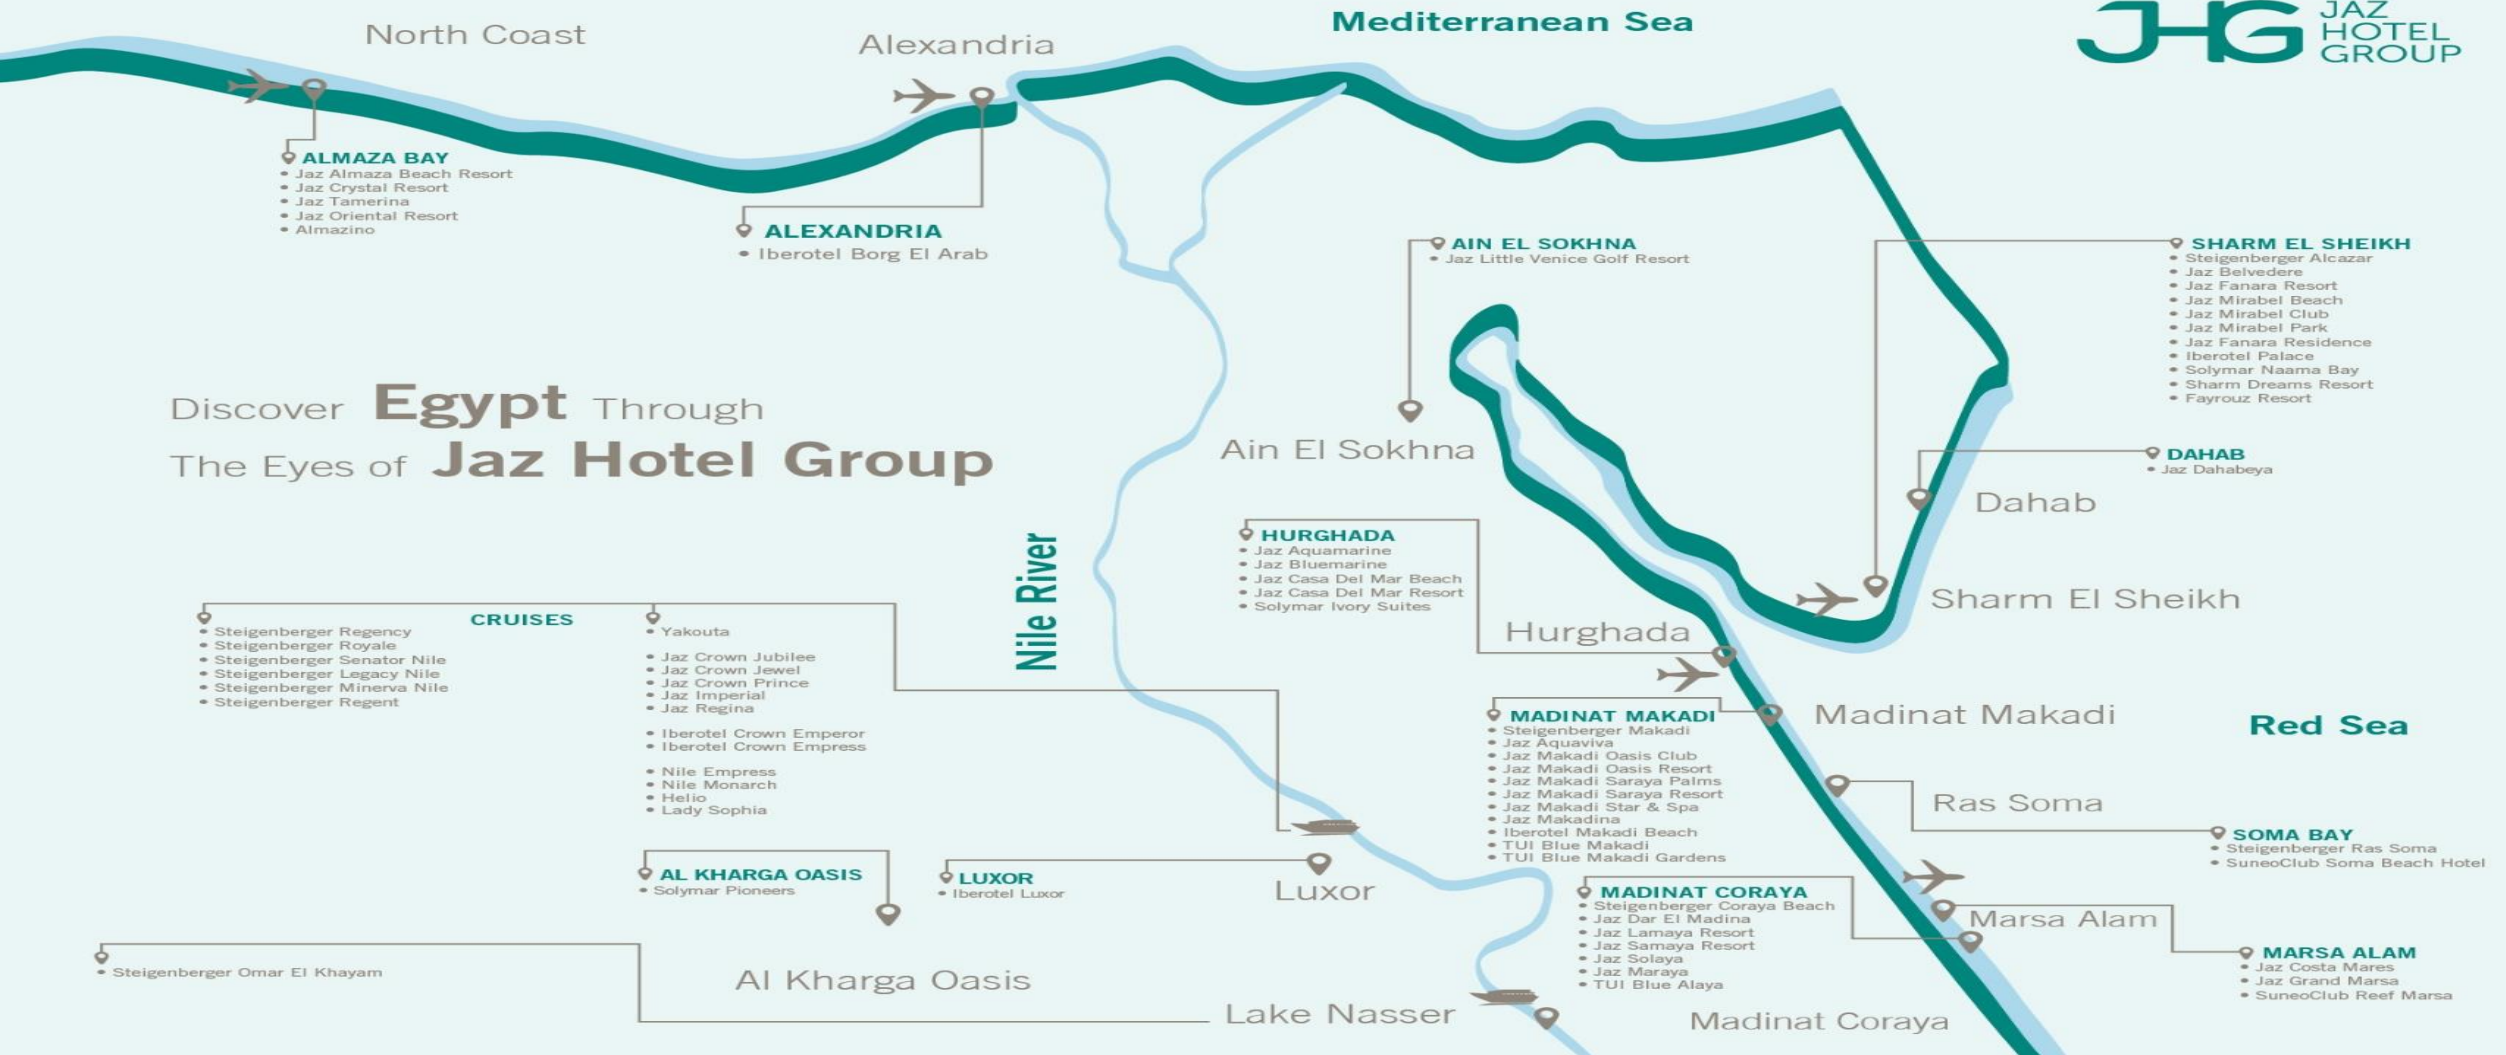 North Coast
Alexandria
Mediterranean Sea
JHG
JAZ
HOTEL
GROUP
ALMAZA BAY
• Jaz Almaza Beach Resort
• Jaz Crystal Resort
• Jaz Tamerina
• Jaz Oriental Resort
• Almazino
ALEXANDRIA
• Iberotel Borg El Arab
AIN EL SOKHNA
• Jaz Little Venice Golf Resort
SHARM EL SHEIKH
• Steigenberger Alcazar
• Jaz Belvedere
• Jaz Fanara Resort
• Jaz Mirabel Beach
• Jaz Mirabel Club
• Jaz Mirabel Park
• Jaz Fanara Residence
• Iberotel Palace
• Solymar Naama Bay
• Sharm Dreams Resort
• Fayrouz Resort
Discover Egypt Through
The Eyes of Jaz Hotel Group
Ain El Sokhna
DAHAB
• Jaz Dahabeya
Dahab
Nile River
HURGHADA
• Jaz Aquamarine
• Jaz Bluemarine
• Jaz Casa Del Mar Beach
• Jaz Casa Del Mar Resort
• Solymar Ivory Suites
Sharm El Sheikh
Hurghada
CRUISES
• Steigenberger Regency
• Steigenberger Royale
• Steigenberger Senator Nile
• Steigenberger Legacy Nile
• Steigenberger Minerva Nile
• Steigenberger Regent
• Yakouta
• Jaz Crown Jubilee
• Jaz Crown Jewel
• Jaz Crown Prince
• Jaz Imperial
• Jaz Regina
• Iberotel Crown Emperor
• Iberotel Crown Empress
• Nile Empress
• Nile Monarch
• Helio
• Lady Sophia
MADINAT MAKADI
• Steigenberger Makadi
• Jaz Aquaviva
• Jaz Makadi Oasis Club
• Jaz Makadi Oasis Resort
• Jaz Makadi Saraya Palms
• Jaz Makadi Saraya Resort
• Jaz Makadi Star & Spa
• Jaz Makadina
• Iberotel Makadi Beach
• TUI Blue Makadi
• TUI Blue Makadi Gardens
Madinat Makadi
Red Sea
Ras Soma
SOMA BAY
• Steigenberger Ras Soma
• SuneoClub Soma Beach Hotel
AL KHARGA OASIS
• Solymar Pioneers
LUXOR
• Iberotel Luxor
Luxor
MADINAT CORAYA
• Steigenberger Coraya Beach
• Jaz Dar El Madina
• Jaz Lamaya Resort
• Jaz Samaya Resort
• Jaz Solaya
• Jaz Maraya
• TUI Blue Alaya
Marsa Alam
MARSA ALAM
• Jaz Costa Mares
• Jaz Grand Marsa
• SuneoClub Reef Marsa
• Steigenberger Omar El Khayam
Al Kharga Oasis
Lake Nasser
Madinat Coraya